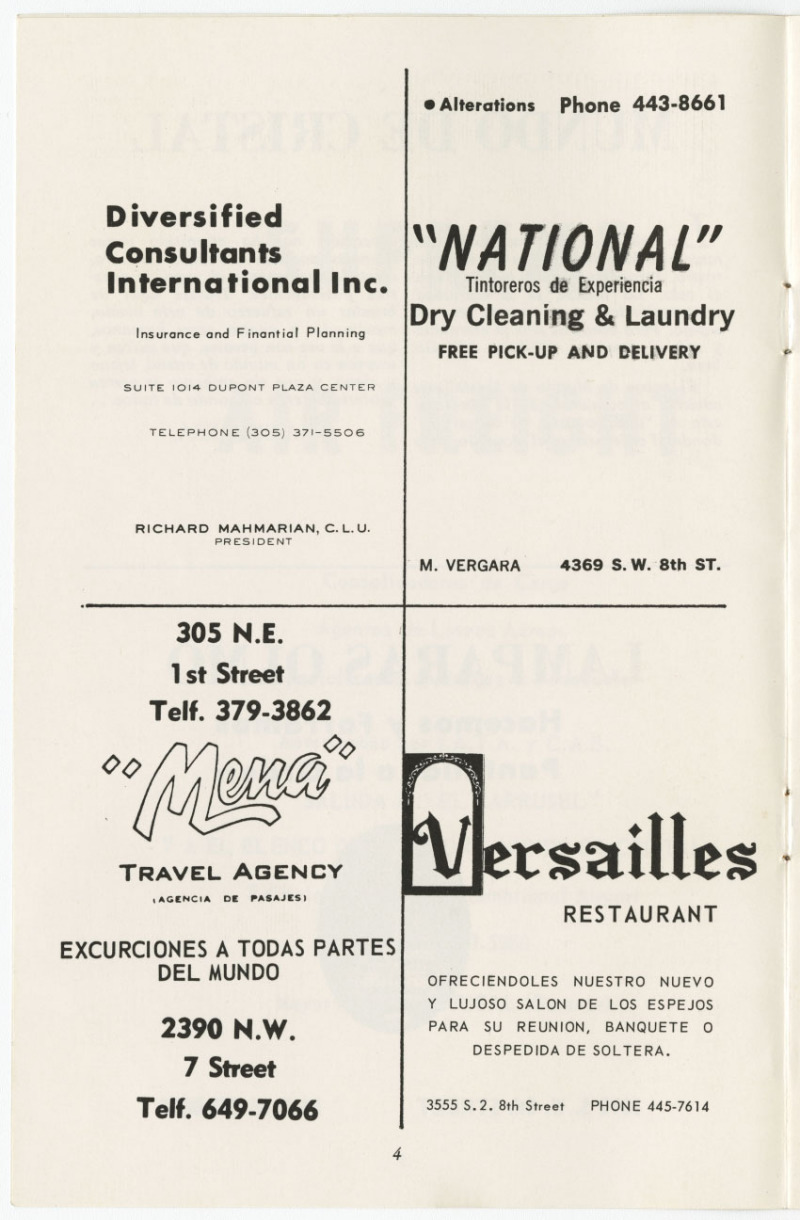 Diversified
Consultants
International Inc.
Insurance and Finantial Planning
SUITE 1014 DUPONT PLAZA CENTER
TELEPHONE (305) 371-5506
RICHARD MAHMARIAN, C.L.U.
PRESIDENT
• Alterations Phone 443-8661
"NATIONAL"
Tintoreros de Experiencia
Dry Cleaning & Laundry
FREE PICK-UP AND DELIVERY
M. VERGARA 4369 S.W. 8th ST.
305 N.E.
1st Street
Telf. 379-3862
"Mena"
TRAVEL AGENCY
(AGENCIA DE PASAJES)
EXCURCIONES A TODAS PARTES
DEL MUNDO
2390 N.W.
7 Street
Telf. 649-7066
Versailles
RESTAURANT
OFRECIENDOLES NUESTRO NUEVO
Y LUJOSO SALON DE LOS ESPEJOS
PARA SU REUNION, BANQUETE O
DESPEDIDA DE SOLTERA.
3555 S.2. 8th Street PHONE 445-7614
4